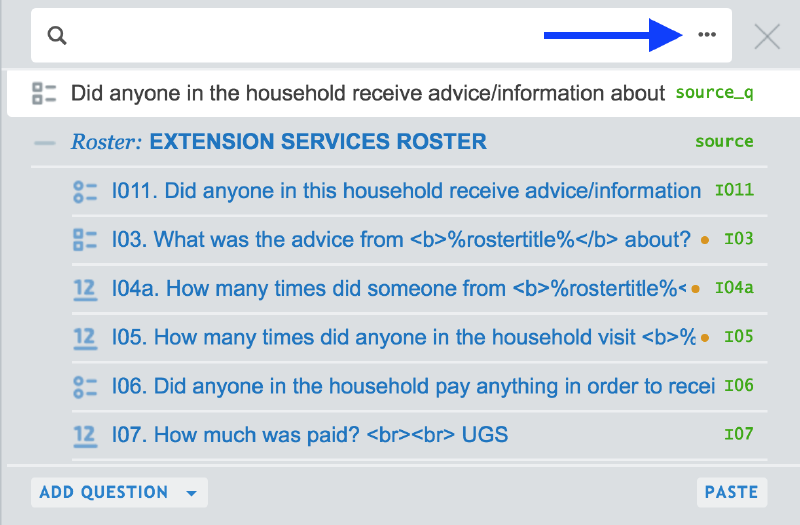 Did anyone in the household receive advice/information about source_q
Roster: EXTENSION SERVICES ROSTER source
I011. Did anyone in this household receive advice/information I011
12 I03. What was the advice from <b>%rostertitle%</b> about? I03
12 I04a. How many times did someone from <b>%rostertitle%< I04a
12 I05. How many times did anyone in the household visit <b>% I05
I06. Did anyone in the household pay anything in order to recei I06
12 I07. How much was paid? <br><br> UGS I07
ADD QUESTION PASTE